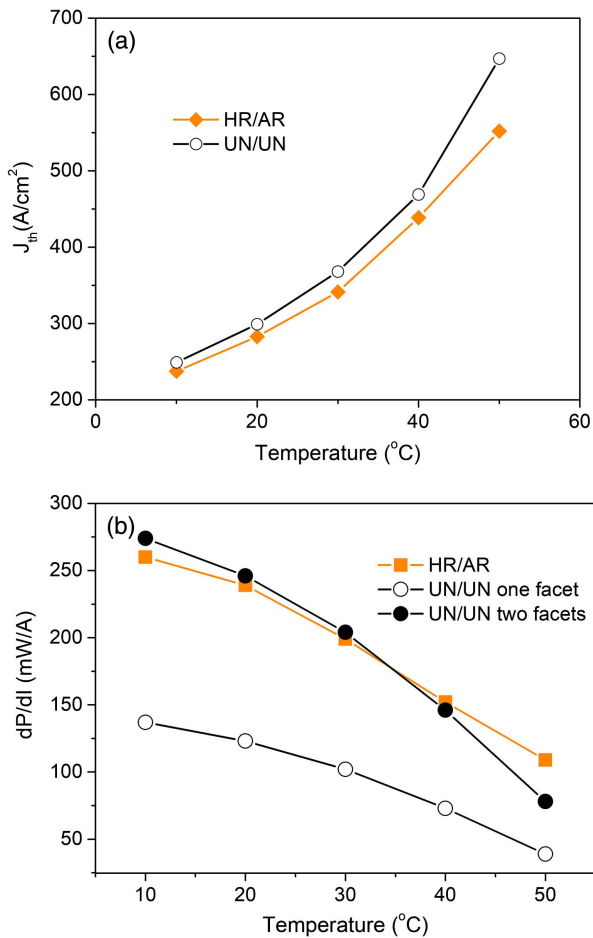 (a)
700
600
500
400
300
200
J_th(A/cm²)
HR/AR
UN/UN
0
20
40
60
Temperature (°C)
(b)
300
250
200
150
100
50
dP/dI (mW/A)
HR/AR
UN/UN one facet
UN/UN two facets
10
20
30
40
50
Temperature (°C)